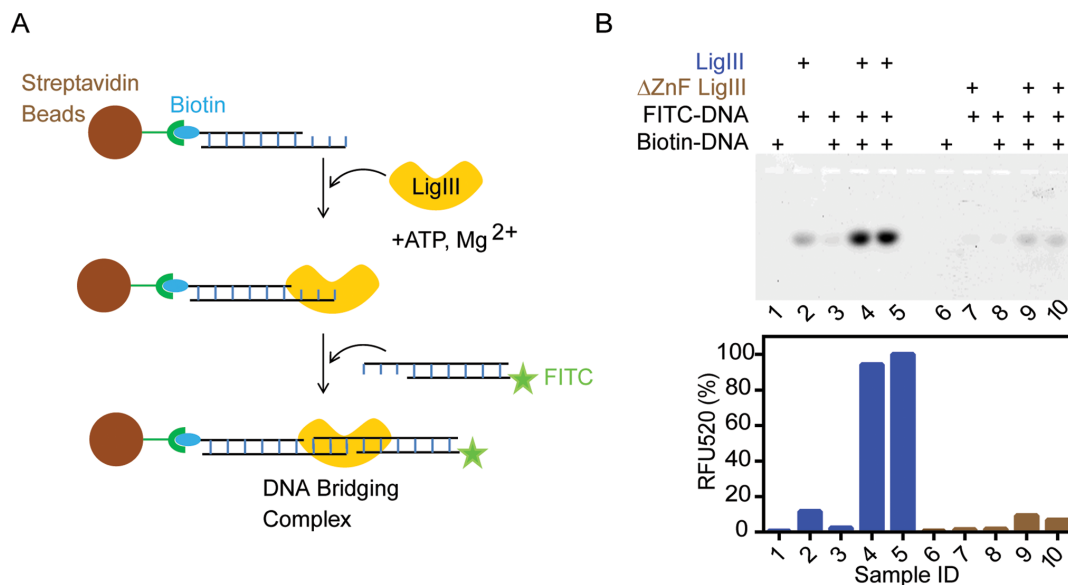 A
Streptavidin
Beads
Biotin
LigIII
+ATP, Mg2+
FITC
DNA Bridging
Complex
B
LigIII + + +
ΔZnF LigIII + + +
FITC-DNA + + + + + + + +
Biotin-DNA + + + + + + + +
1 2 3 4 5 6 7 8 9 10
RFU520 (%)
100
80
60
40
20
0
1 2 3 4 5 6 7 8 9 10
Sample ID